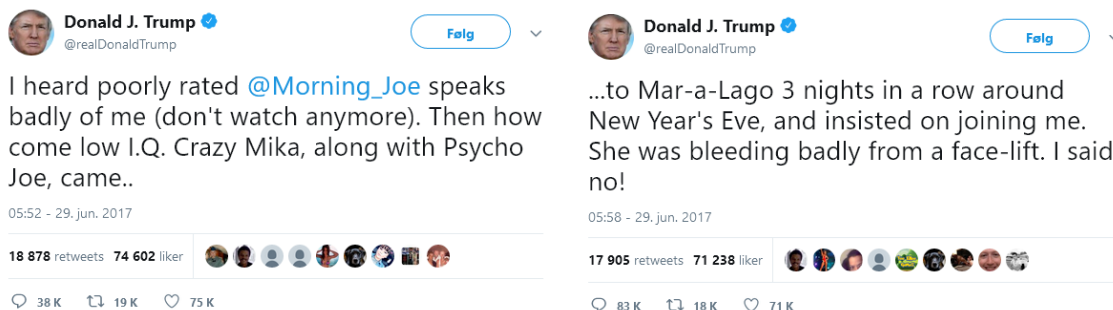 Donald J. Trump
@realDonaldTrump
Følg
I heard poorly rated @Morning_Joe speaks
badly of me (don't watch anymore). Then how
come low I.Q. Crazy Mika, along with Psycho
Joe, came..
05:52 - 29. jun. 2017
18 878 retweets 74 602 liker
38 K 19 K 75 K
Donald J. Trump
@realDonaldTrump
Følg
...to Mar-a-Lago 3 nights in a row around
New Year's Eve, and insisted on joining me.
She was bleeding badly from a face-lift. I said
no!
05:58 - 29. jun. 2017
17 905 retweets 71 238 liker
83 K 18 K 71 K